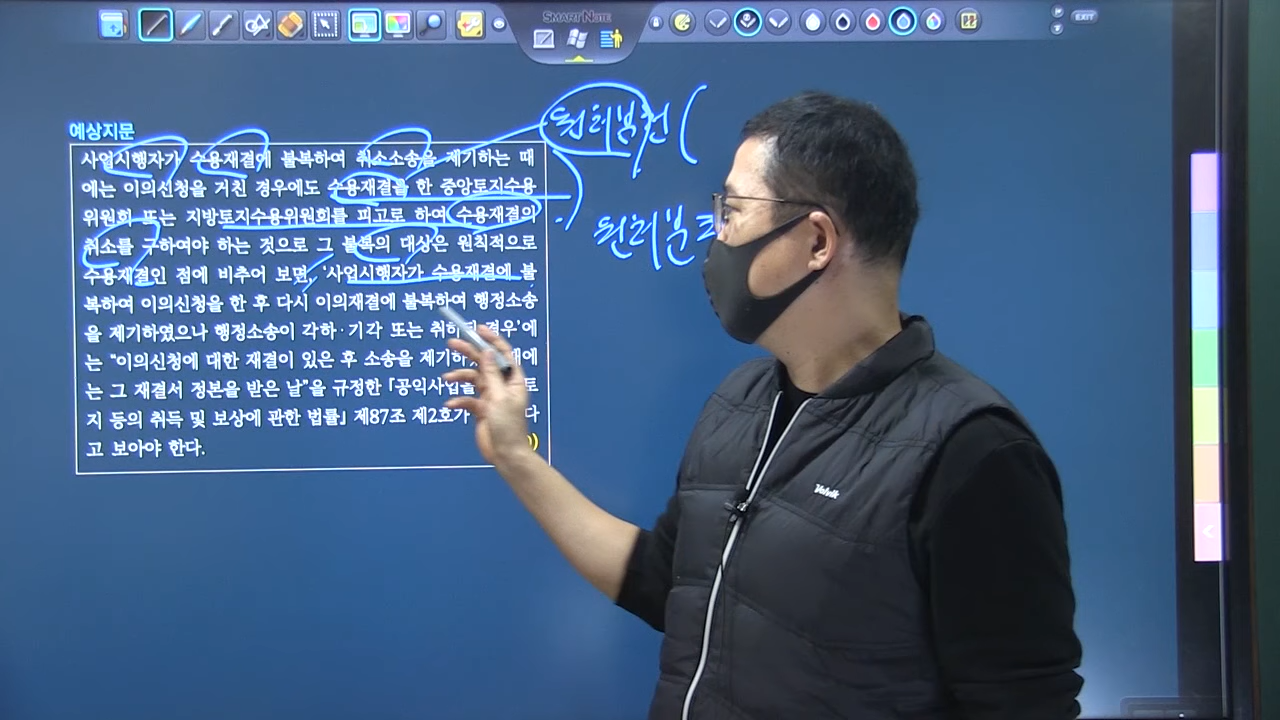 SMART NOTE
EXIT
예상지문
사업시행자가 수용재결에 불복하여 취소소송을 제기하는 때
에는 이의신청을 거친 경우에도 수용재결을 한 중앙토지수용
위원회 또는 지방토지수용위원회를 피고로 하여 수용재결의
취소를 구하여야 하는 것으로 그 불복의 대상은 원칙적으로
수용재결인 점에 비추어 보면, ‘사업시행자가 수용재결에 불
복하여 이의신청을 한 후 다시 이의재결에 불복하여 행정소송
을 제기하였으나 행정소송이 각하·기각 또는 취하된 경우’에
는 “이의신청에 대한 재결이 있은 후 소송을 제기하 때에
는 그 재결서 정본을 받은 날”을 규정한 「공익사업을 토
지 등의 취득 및 보상에 관한 법률」 제87조 제2호가 다
고 보아야 한다.
Volvik